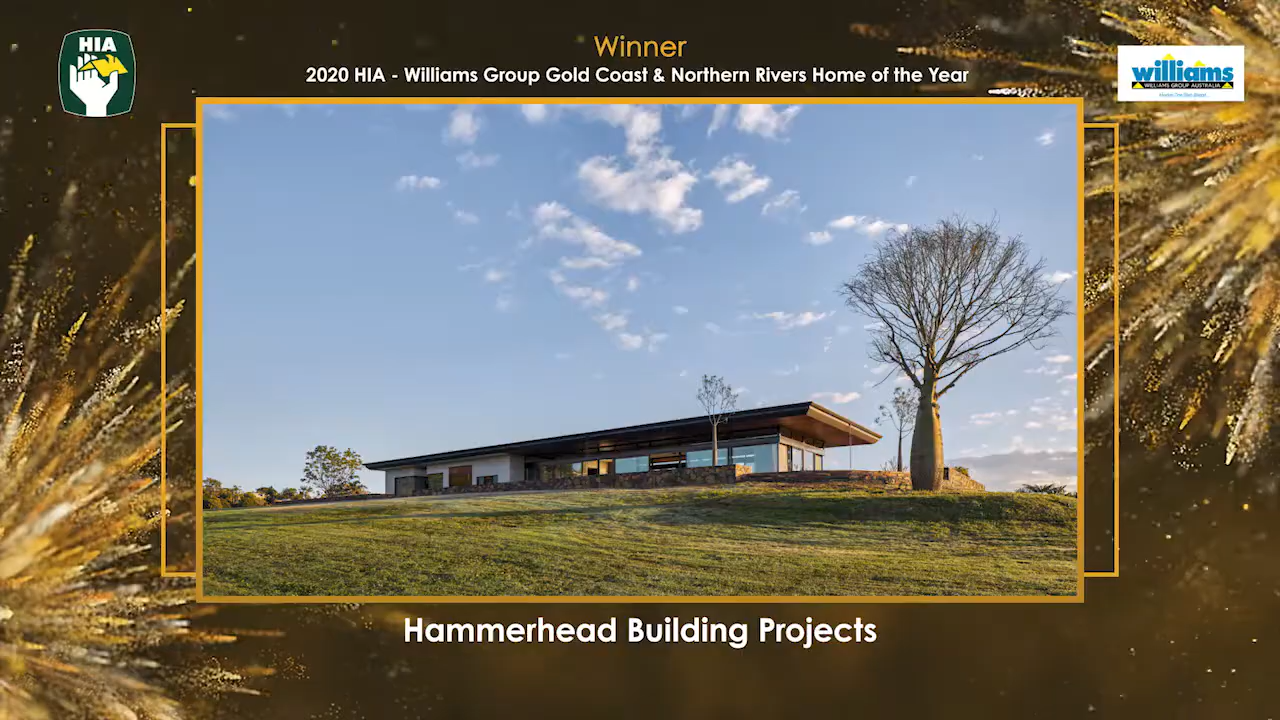 HIA
Winner
2020 HIA - Williams Group Gold Coast & Northern Rivers Home of the Year
williams
WILLIAMS GROUP AUSTRALIA
Hammerhead Building Projects